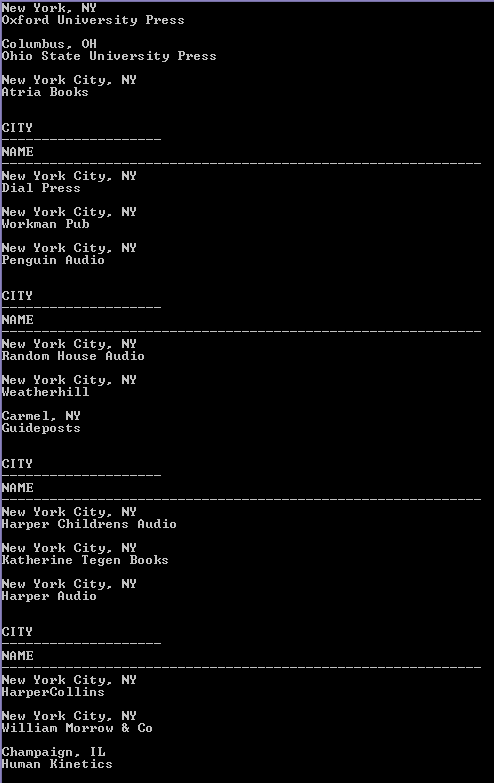 New York, NY
Oxford University Press
Columbus, OH
Ohio State University Press
New York City, NY
Atria Books
CITY
--------------------
NAME
------------------------------------------------------------
New York City, NY
Dial Press
New York City, NY
Workman Pub
New York City, NY
Penguin Audio
CITY
--------------------
NAME
------------------------------------------------------------
New York City, NY
Random House Audio
New York City, NY
Weatherhill
Carmel, NY
Guideposts
CITY
--------------------
NAME
------------------------------------------------------------
New York City, NY
Harper Childrens Audio
New York City, NY
Katherine Tegen Books
New York City, NY
Harper Audio
CITY
--------------------
NAME
------------------------------------------------------------
New York City, NY
HarperCollins
New York City, NY
William Morrow & Co
Champaign, IL
Human Kinetics